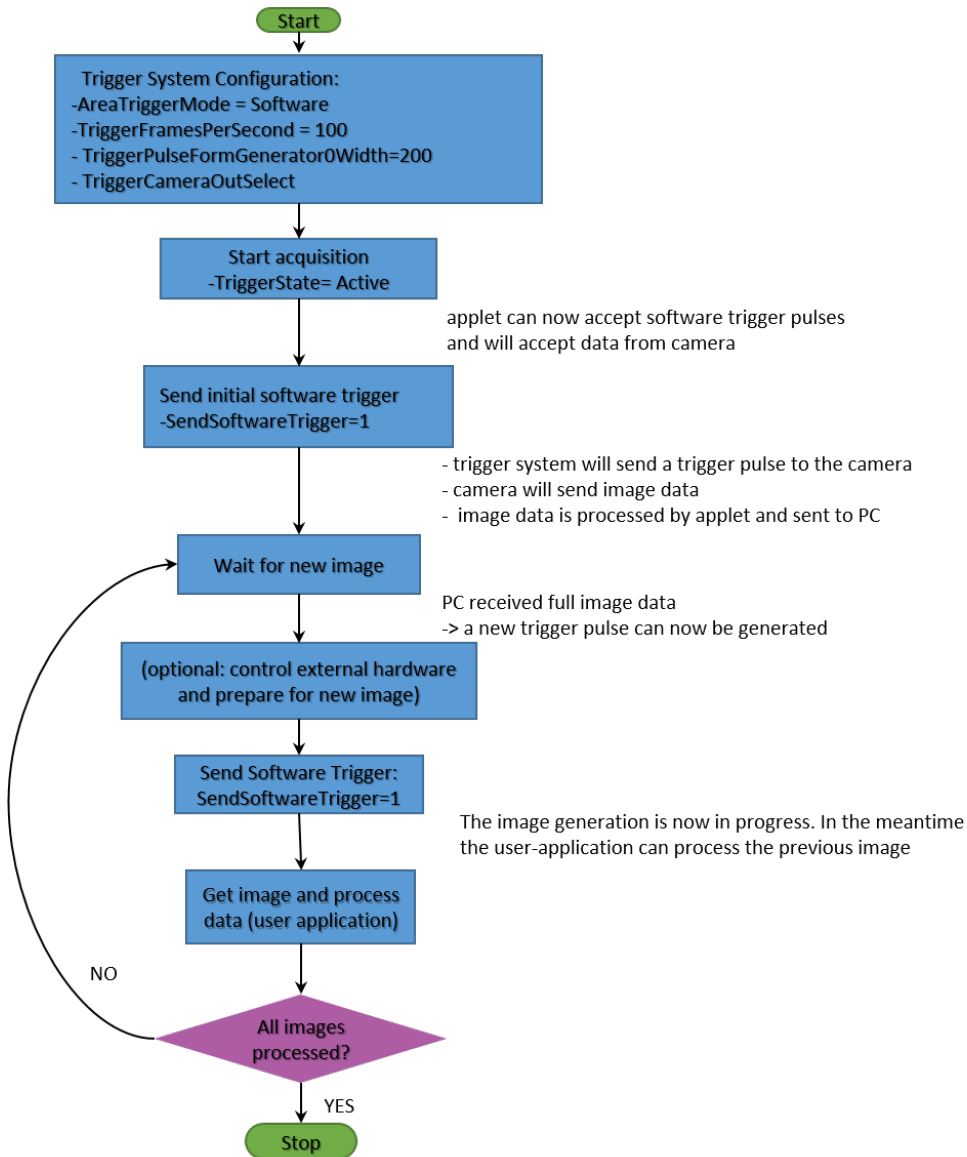 Start
Trigger System Configuration:
-AreaTriggerMode = Software
-TriggerFramesPerSecond = 100
- TriggerPulseFormGenerator0Width=200
- TriggerCameraOutSelect
Start acquisition
-TriggerState= Active
applet can now accept software trigger pulses
and will accept data from camera
Send initial software trigger
-SendSoftwareTrigger=1
- trigger system will send a trigger pulse to the camera
- camera will send image data
- image data is processed by applet and sent to PC
Wait for new image
PC received full image data
-> a new trigger pulse can now be generated
(optional: control external hardware
and prepare for new image)
Send Software Trigger:
SendSoftwareTrigger=1
The image generation is now in progress. In the meantime
the user-application can process the previous image
Get image and process
data (user application)
NO
All images
processed?
YES
Stop